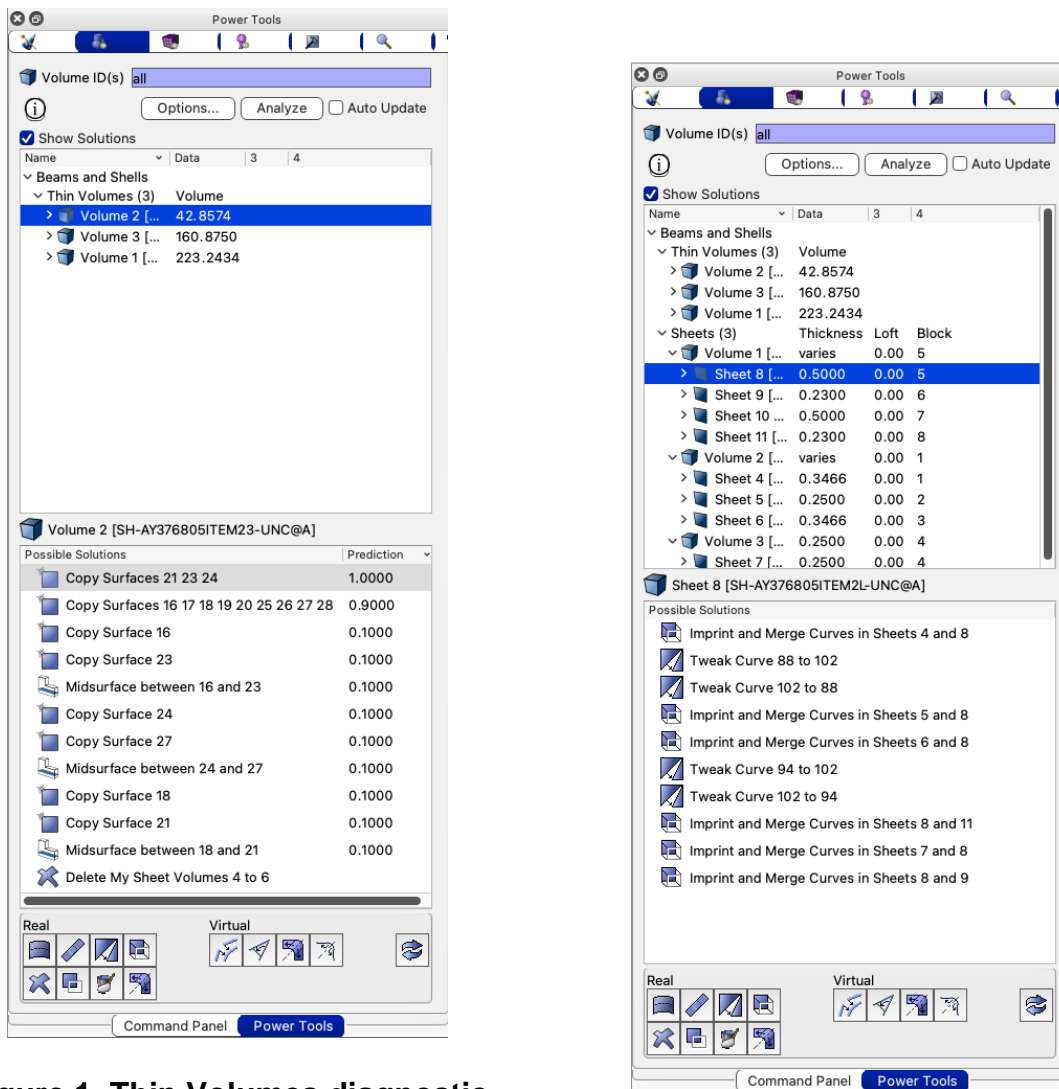 Power Tools
Volume ID(s) all
Options... Analyze Auto Update
Show Solutions
Name Data 3 4
Beams and Shells
Thin Volumes (3) Volume
Volume 2 [... 42.8574
Volume 3 [... 160.8750
Volume 1 [... 223.2434
Volume 2 [SH-AY376805ITEM23-UNC@A]
Possible Solutions Prediction
Copy Surfaces 21 23 24 1.0000
Copy Surfaces 16 17 18 19 20 25 26 27 28 0.9000
Copy Surface 16 0.1000
Copy Surface 23 0.1000
Midsurface between 16 and 23 0.1000
Copy Surface 24 0.1000
Copy Surface 27 0.1000
Midsurface between 24 and 27 0.1000
Copy Surface 18 0.1000
Copy Surface 21 0.1000
Midsurface between 18 and 21 0.1000
Delete My Sheet Volumes 4 to 6
Real Virtual
Command Panel Power Tools
Power Tools
Volume ID(s) all
Options... Analyze Auto Update
Show Solutions
Name Data 3 4
Beams and Shells
Thin Volumes (3) Volume
Volume 2 [... 42.8574
Volume 3 [... 160.8750
Volume 1 [... 223.2434
Sheets (3) Thickness Loft Block
Volume 1 [... varies 0.00 5
Sheet 8 [... 0.5000 0.00 5
Sheet 9 [... 0.2300 0.00 6
Sheet 10 ... 0.5000 0.00 7
Sheet 11 [... 0.2300 0.00 8
Volume 2 [... varies 0.00 1
Sheet 4 [... 0.3466 0.00 1
Sheet 5 [... 0.2500 0.00 2
Sheet 6 [... 0.3466 0.00 3
Volume 3 [... 0.2500 0.00 4
Sheet 7 [... 0.2500 0.00 4
Sheet 8 [SH-AY376805ITEM2L-UNC@A]
Possible Solutions
Imprint and Merge Curves in Sheets 4 and 8
Tweak Curve 88 to 102
Tweak Curve 102 to 88
Imprint and Merge Curves in Sheets 5 and 8
Imprint and Merge Curves in Sheets 6 and 8
Tweak Curve 94 to 102
Tweak Curve 102 to 94
Imprint and Merge Curves in Sheets 8 and 11
Imprint and Merge Curves in Sheets 7 and 8
Imprint and Merge Curves in Sheets 8 and 9
Real Virtual
Command Panel Power Tools